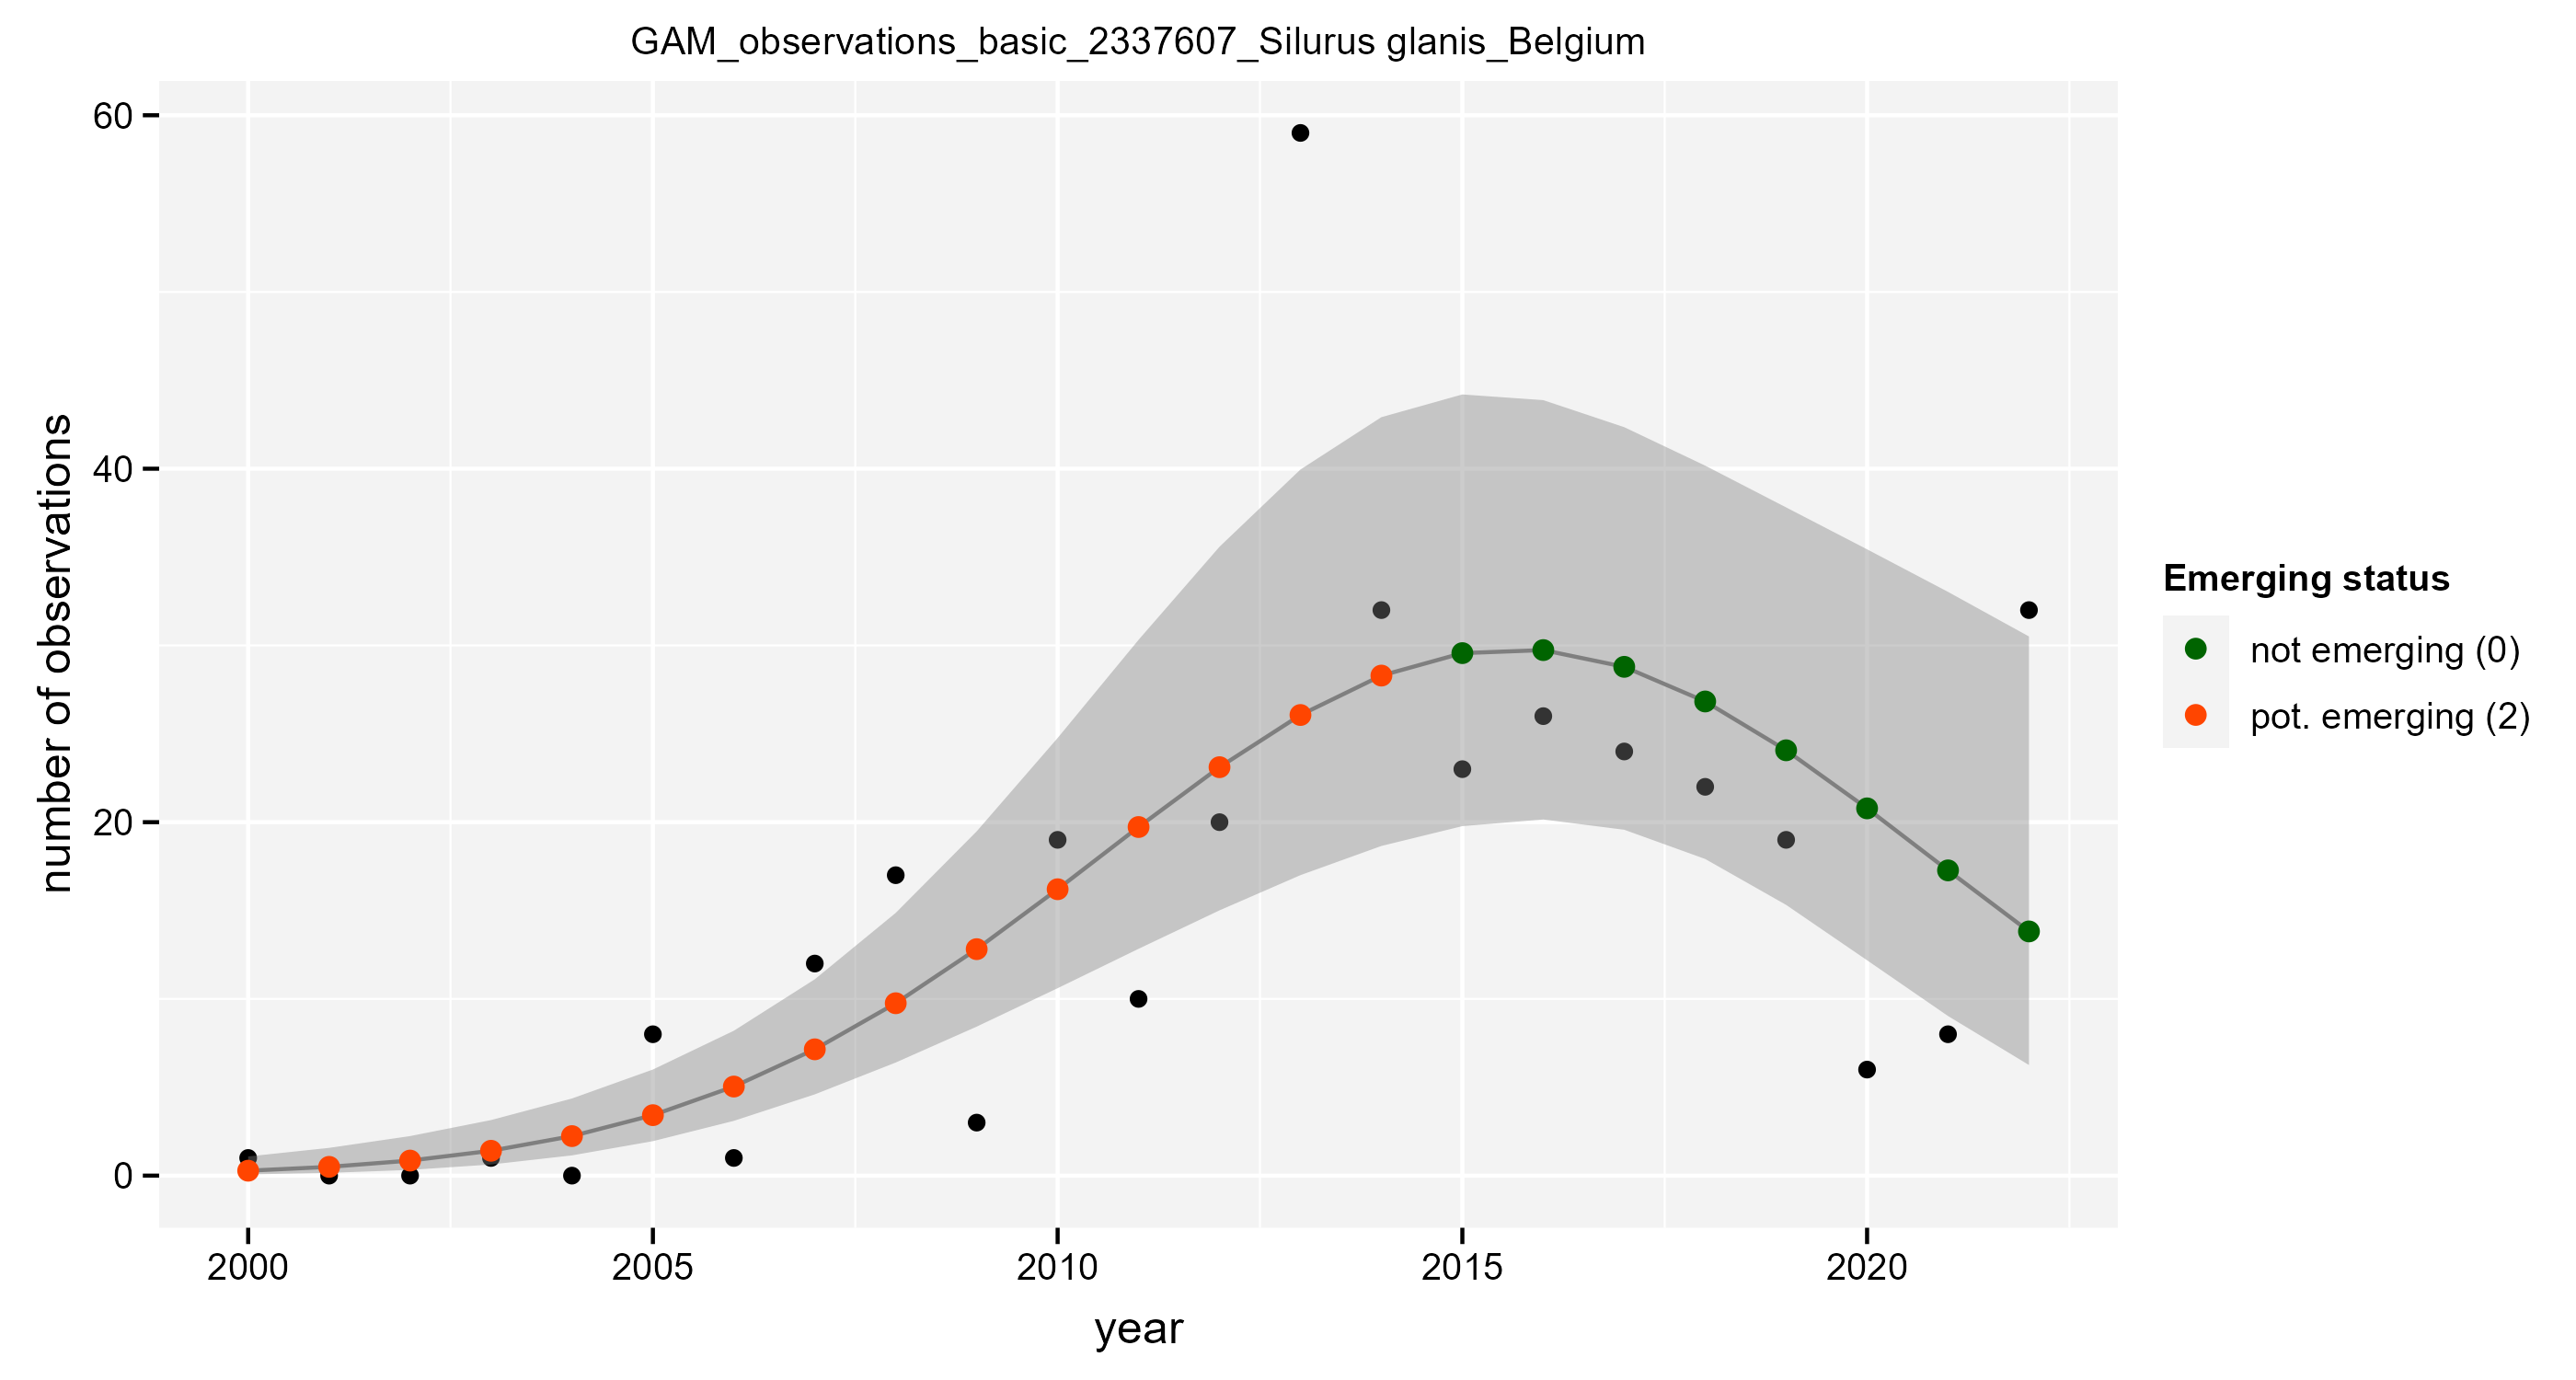 GAM_observations_basic_2337607_Silurus glanis_Belgium
60
40
20
0
number of observations
2000 2005 2010 2015 2020
year
Emerging status
not emerging (0)
pot. emerging (2)